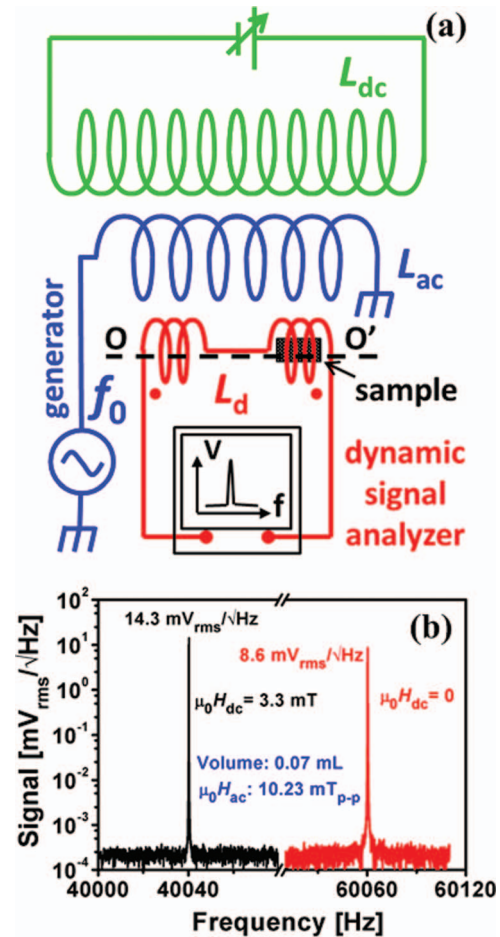 (a)
L_dc
L_ac
generator
f_0
O
O'
L_d
sample
V
f
dynamic
signal
analyzer
(b)
14.3 mV_rms/√Hz
8.6 mV_rms/√Hz
μ_0H_dc = 3.3 mT
μ_0H_dc = 0
Volume: 0.07 mL
μ_0H_ac: 10.23 mT_p-p
Signal [mV_rms/√Hz]
10^2
10^1
10^0
10^-1
10^-2
10^-3
10^-4
40000 40040 60060 60120
Frequency [Hz]